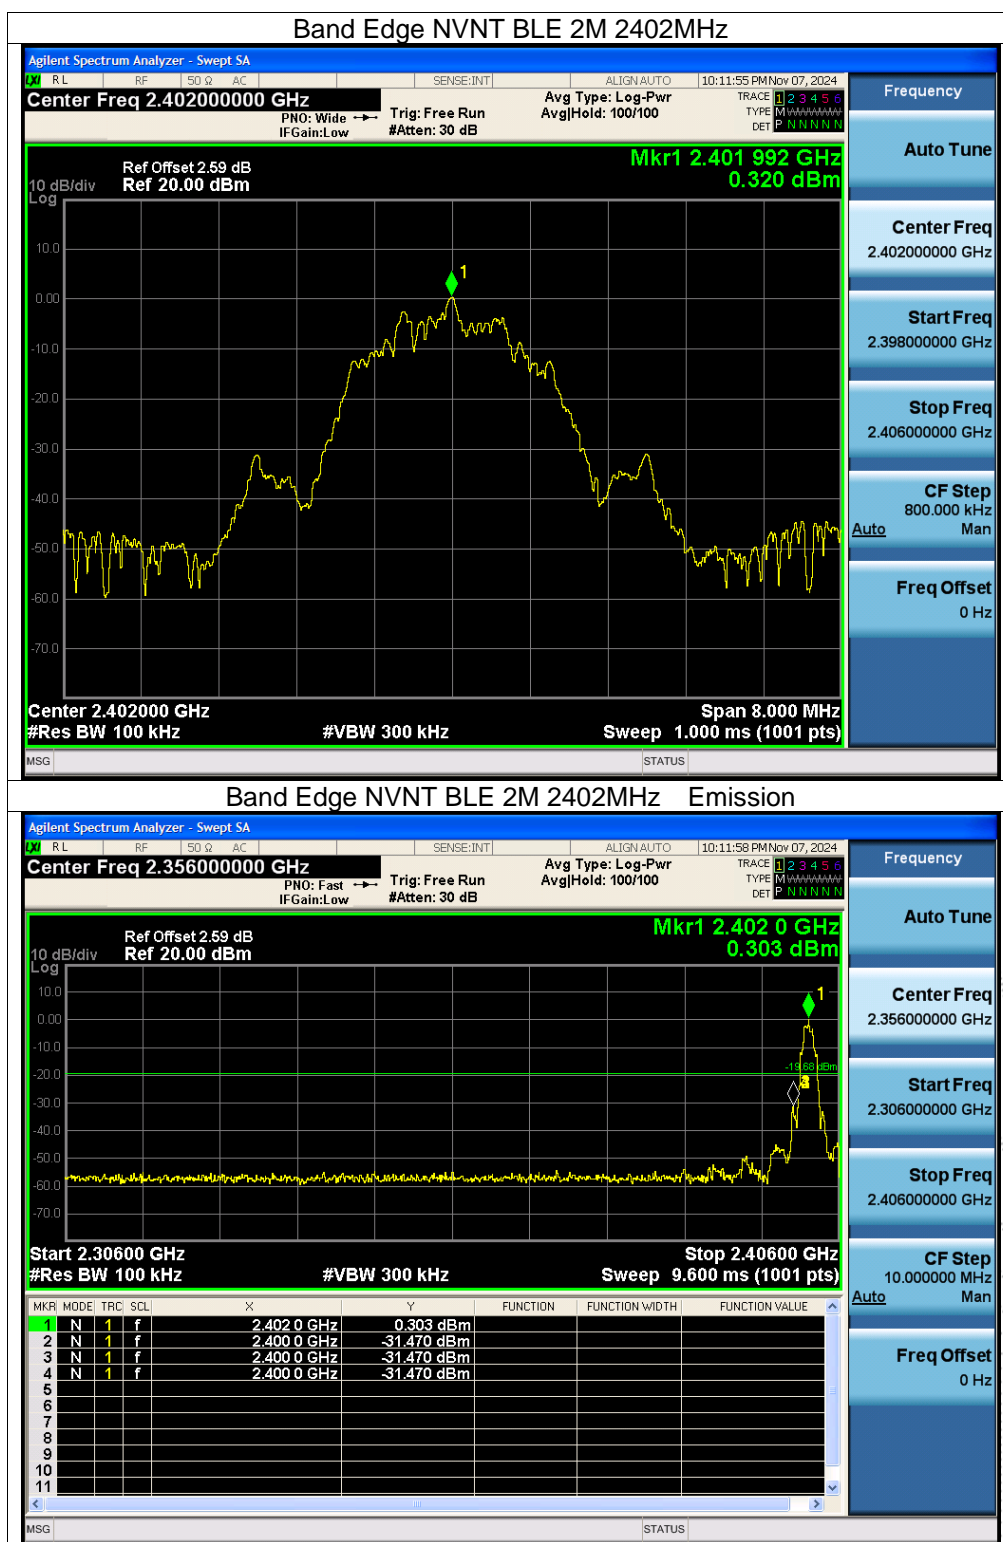 Band Edge NVNT BLE 2M 2402MHz
Agilent Spectrum Analyzer - Swept SA
LXI RL RF 50 Ω AC SENSE:INT ALIGN AUTO 10:11:55 PM Nov 07, 2024
Center Freq 2.402000000 GHz
PNO: Wide
IFGain:Low
Trig: Free Run
#Atten: 30 dB
Avg Type: Log-Pwr
Avg|Hold: 100/100
TRACE 1 2 3 4 5 6
TYPE M WWWWW
DET P N N N N N
Frequency
Auto Tune
Center Freq
2.402000000 GHz
Start Freq
2.398000000 GHz
Stop Freq
2.406000000 GHz
CF Step
800.000 kHz
Auto Man
Freq Offset
0 Hz
Mkr1 2.401 992 GHz
0.320 dBm
Ref Offset 2.59 dB
10 dB/div Ref 20.00 dBm
Log
10.0
0.00
-10.0
-20.0
-30.0
-40.0
-50.0
-60.0
-70.0
1
Center 2.402000 GHz Span 8.000 MHz
#Res BW 100 kHz #VBW 300 kHz Sweep 1.000 ms (1001 pts)
MSG STATUS
Band Edge NVNT BLE 2M 2402MHz Emission
Agilent Spectrum Analyzer - Swept SA
LXI RL RF 50 Ω AC SENSE:INT ALIGN AUTO 10:11:58 PM Nov 07, 2024
Center Freq 2.356000000 GHz
PNO: Fast
IFGain:Low
Trig: Free Run
#Atten: 30 dB
Avg Type: Log-Pwr
Avg|Hold: 100/100
TRACE 1 2 3 4 5 6
TYPE M WWWWW
DET P N N N N N
Frequency
Auto Tune
Center Freq
2.356000000 GHz
Start Freq
2.306000000 GHz
Stop Freq
2.406000000 GHz
CF Step
10.000000 MHz
Auto Man
Freq Offset
0 Hz
Mkr1 2.402 0 GHz
0.303 dBm
Ref Offset 2.59 dB
10 dB/div Ref 20.00 dBm
Log
10.0
0.00
-10.0
-20.0
-30.0
-40.0
-50.0
-60.0
-70.0
1
-19.68 dBm
Start 2.30600 GHz Stop 2.40600 GHz
#Res BW 100 kHz #VBW 300 kHz Sweep 9.600 ms (1001 pts)
MKR MODE TRC SCL X Y FUNCTION FUNCTION WIDTH FUNCTION VALUE
1 N 1 f 2.402 0 GHz 0.303 dBm
2 N 1 f 2.400 0 GHz -31.470 dBm
3 N 1 f 2.400 0 GHz -31.470 dBm
4 N 1 f 2.400 0 GHz -31.470 dBm
5
6
7
8
9
10
11
MSG STATUS